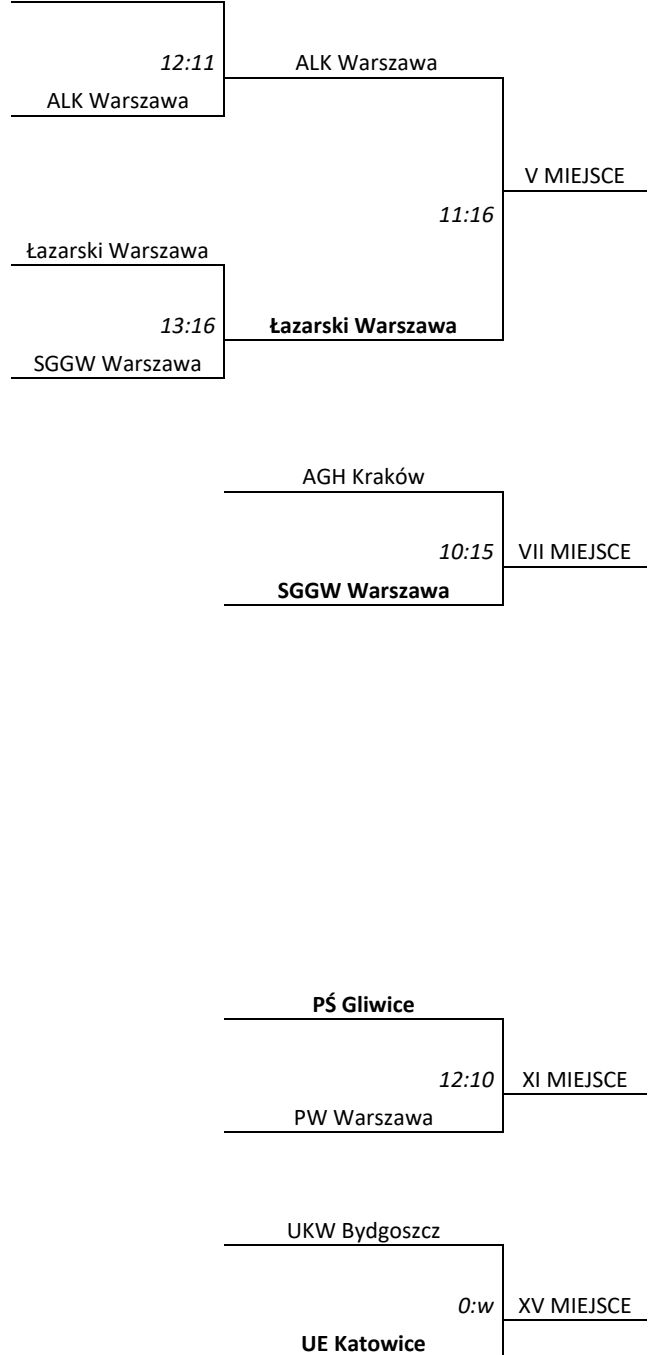 12:11
ALK Warszawa
ALK Warszawa
V MIEJSCE
11:16
Łazarski Warszawa
13:16
Łazarski Warszawa
SGGW Warszawa
AGH Kraków
10:15
VII MIEJSCE
SGGW Warszawa
PŚ Gliwice
12:10
XI MIEJSCE
PW Warszawa
UKW Bydgoszcz
0:w
XV MIEJSCE
UE Katowice